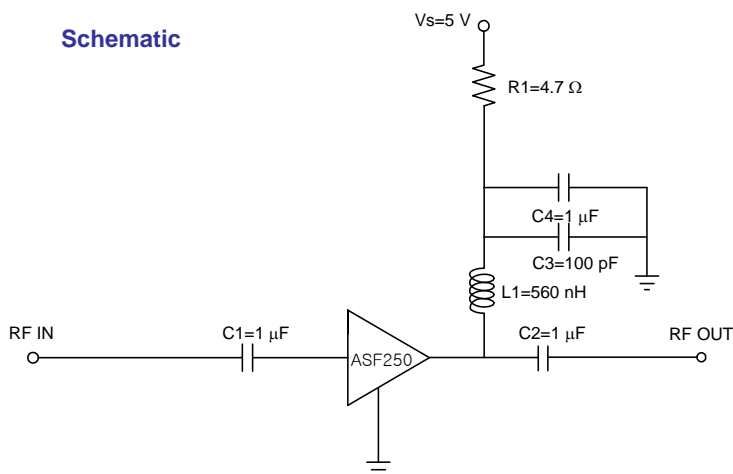 Schematic
Vs=5 V
R1=4.7 Ω
C4=1 μF
C3=100 pF
L1=560 nH
RF IN
C1=1 μF
ASF250
C2=1 μF
RF OUT